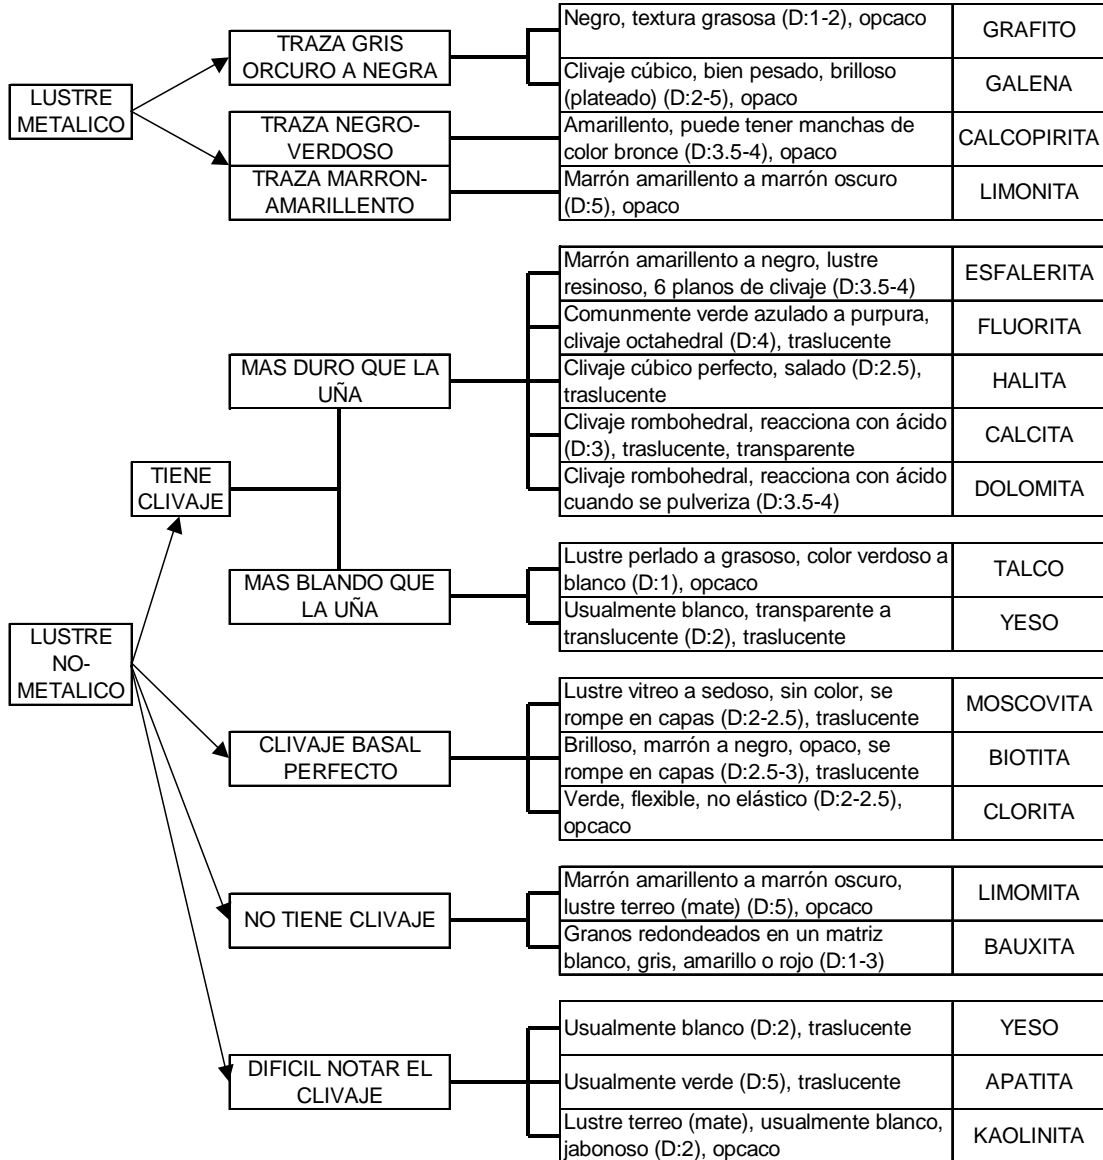 LUSTRE
METALICO
TRAZA GRIS
ORCURO A NEGRA
Negro, textura grasosa (D:1-2), opcaco
GRAFITO
Clivaje cúbico, bien pesado, brilloso
(plateado) (D:2-5), opaco
GALENA
TRAZA NEGRO-
VERDOSO
Amarillento, puede tener manchas de
color bronce (D:3.5-4), opaco
CALCOPIRITA
TRAZA MARRON-
AMARILLENTO
Marrón amarillento a marrón oscuro
(D:5), opaco
LIMONITA
LUSTRE
NO-
METALICO
TIENE
CLIVAJE
MAS DURO QUE LA
UÑA
Marrón amarillento a negro, lustre
resinoso, 6 planos de clivaje (D:3.5-4)
ESFALERITA
Comunmente verde azulado a purpura,
clivaje octahedral (D:4), traslucente
FLUORITA
Clivaje cúbico perfecto, salado (D:2.5),
traslucente
HALITA
Clivaje rombohedral, reacciona con ácido
(D:3), traslucente, transparente
CALCITA
Clivaje rombohedral, reacciona con ácido
cuando se pulveriza (D:3.5-4)
DOLOMITA
MAS BLANDO QUE
LA UÑA
Lustre perlado a grasoso, color verdoso a
blanco (D:1), opcaco
TALCO
Usualmente blanco, transparente a
translucente (D:2), traslucente
YESO
CLIVAJE BASAL
PERFECTO
Lustre vitreo a sedoso, sin color, se
rompe en capas (D:2-2.5), traslucente
MOSCOVITA
Brilloso, marrón a negro, opaco, se
rompe en capas (D:2.5-3), traslucente
BIOTITA
Verde, flexible, no elástico (D:2-2.5),
opcaco
CLORITA
NO TIENE CLIVAJE
Marrón amarillento a marrón oscuro,
lustre terreo (mate) (D:5), opcaco
LIMOMITA
Granos redondeados en un matriz
blanco, gris, amarillo o rojo (D:1-3)
BAUXITA
DIFICIL NOTAR EL
CLIVAJE
Usualmente blanco (D:2), traslucente
YESO
Usualmente verde (D:5), traslucente
APATITA
Lustre terreo (mate), usualmente blanco,
jabonoso (D:2), opcaco
KAOLINITA